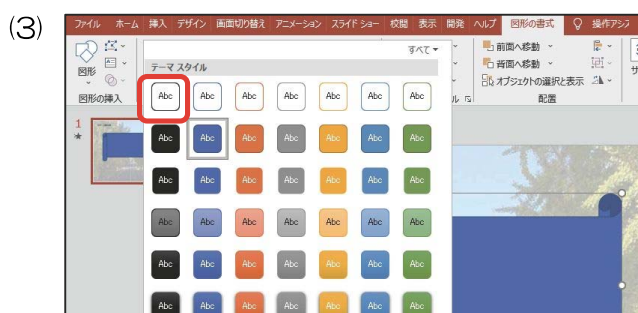 (3)
ファイル ホーム 挿入 デザイン 画面切り替え アニメーション スライド ショー 校閲 表示 開発 ヘルプ 図形の書式 操作アシス
すべて
前面へ移動
図形
テーマ スタイル
背面へ移動
オブジェクトの選択と表示
図形の挿入
ル
配置
Abc Abc Abc Abc Abc Abc Abc
1
Abc Abc Abc Abc Abc Abc Abc
Abc Abc Abc Abc Abc Abc Abc
Abc Abc Abc Abc Abc Abc Abc
Abc Abc Abc Abc Abc Abc Abc
Abc Abc Abc Abc Abc Abc Abc